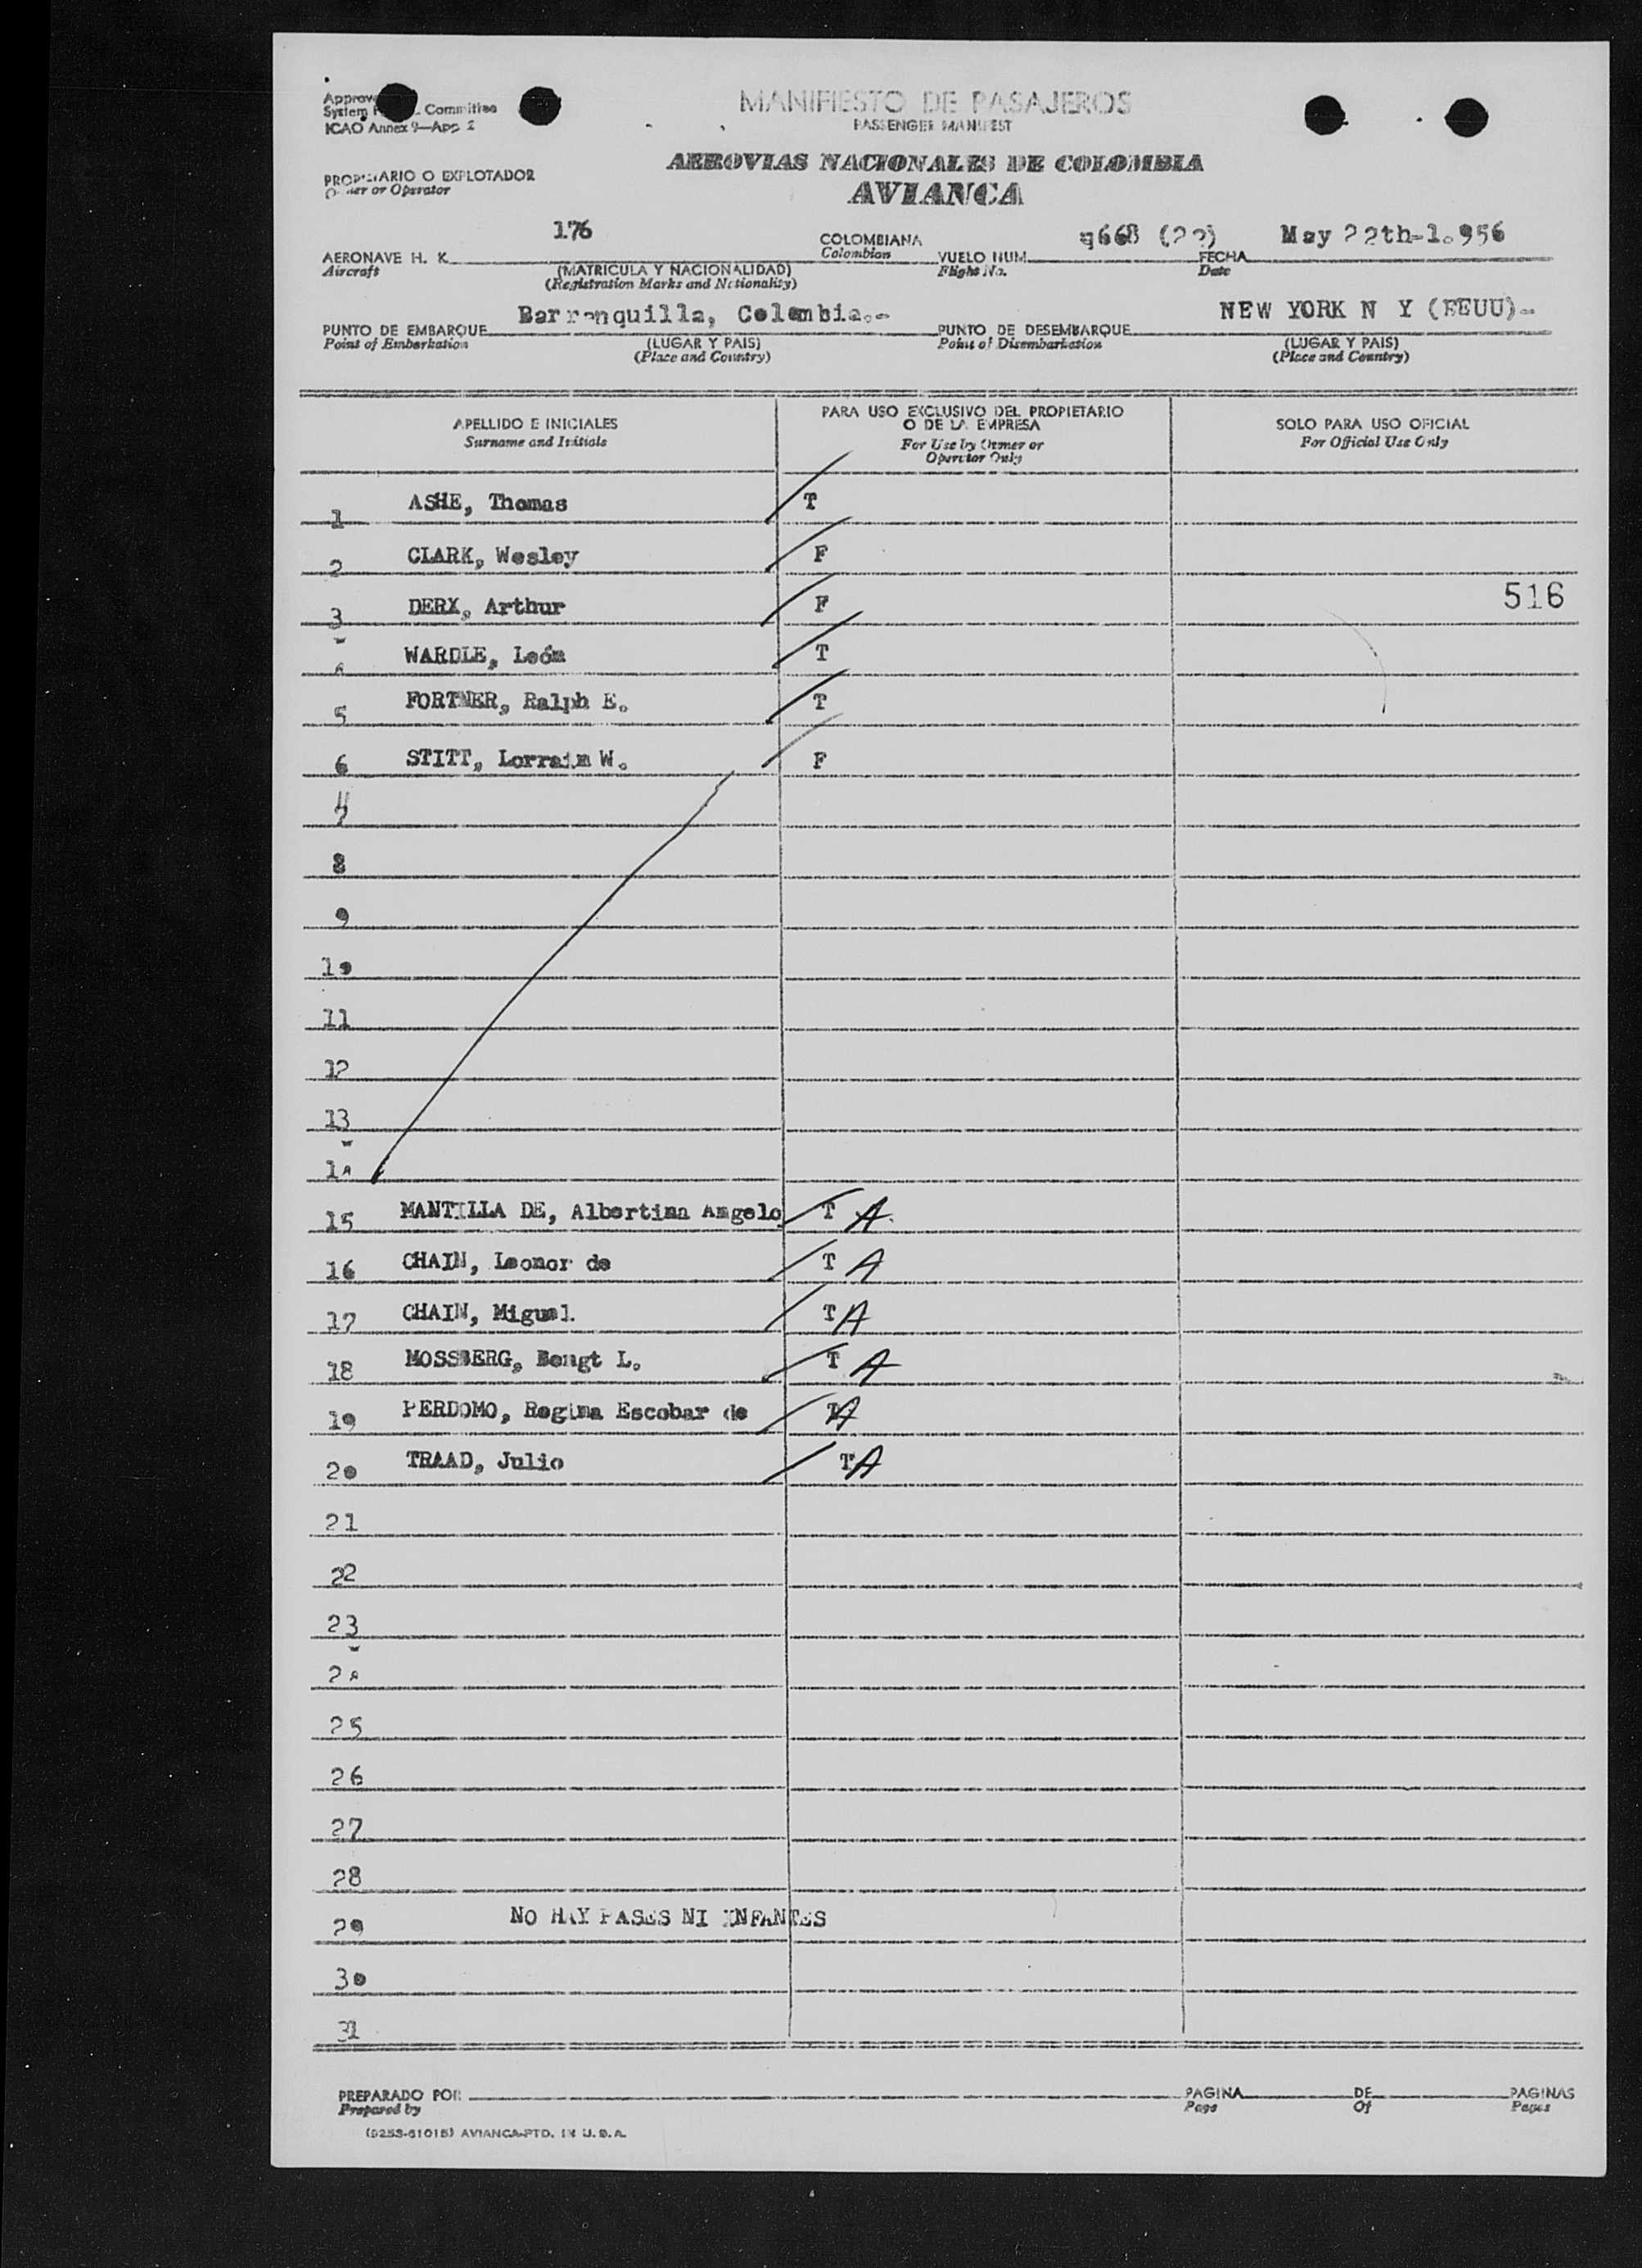 MANIFIESTO DE PASAJEROS
PASSENGER MANIFEST
Committee
ICAO Annex 9—App 2
AEROVIAS NACIONALES DE COLOMBIA
AVIANCA
PROPIETARIO O EXPLOTADOR
Owner or Operator
AERONAVE H. K. 176 COLOMBIANA VUELO NUM. 668 (22) FECHA May 22th-1.956
Aircraft (MATRICULA Y NACIONALIDAD) Colombian Flight No. Date
(Registration Marks and Nationality)
PUNTO DE EMBARQUE Barranquilla, Colombia.- PUNTO DE DESEMBARQUE NEW YORK N Y (EEUU)-
Point of Embarkation (LUGAR Y PAIS) Point of Disembarkation (LUGAR Y PAIS)
(Place and Country) (Place and Country)
APELLIDO E INICIALES PARA USO EXCLUSIVO DEL PROPIETARIO O DE LA EMPRESA SOLO PARA USO OFICIAL
Surname and Initials For Use by Owner or Operator Only For Official Use Only
1 ASHE, Thomas T
2 CLARK, Wesley F
3 DERX, Arthur F 516
WARDLE, León T
5 FORTNER, Ralph E. T
6 STITT, Lorrain W. F
8
9
10
11
12
13
15 MANTILLA DE, Albertina Angelo T A
16 CHAIN, Leonor de T A
17 CHAIN, Miguel T A
18 MOSSBERG, Bengt L. T A
19 PERDOMO, Regina Escobar de T A
20 TRAAD, Julio T A
21
22
23
25
26
27
28
29 NO HAY PASES NI INFANTES
30
31
PREPARADO POR PAGINA DE PAGINAS
Prepared by Page Of Pages
(9253-61015) AVIANCA-PTD. IN U.S.A.